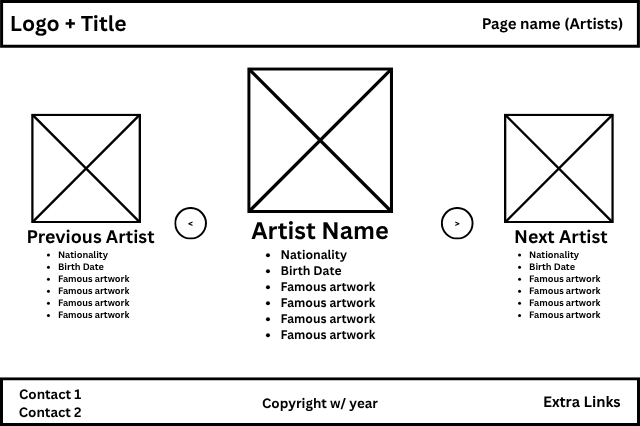 Logo + Title
Page name (Artists)
Previous Artist
• Nationality
• Birth Date
• Famous artwork
• Famous artwork
• Famous artwork
• Famous artwork
<
Artist Name
• Nationality
• Birth Date
• Famous artwork
• Famous artwork
• Famous artwork
• Famous artwork
>
Next Artist
• Nationality
• Birth Date
• Famous artwork
• Famous artwork
• Famous artwork
• Famous artwork
Contact 1
Contact 2
Copyright w/ year
Extra Links